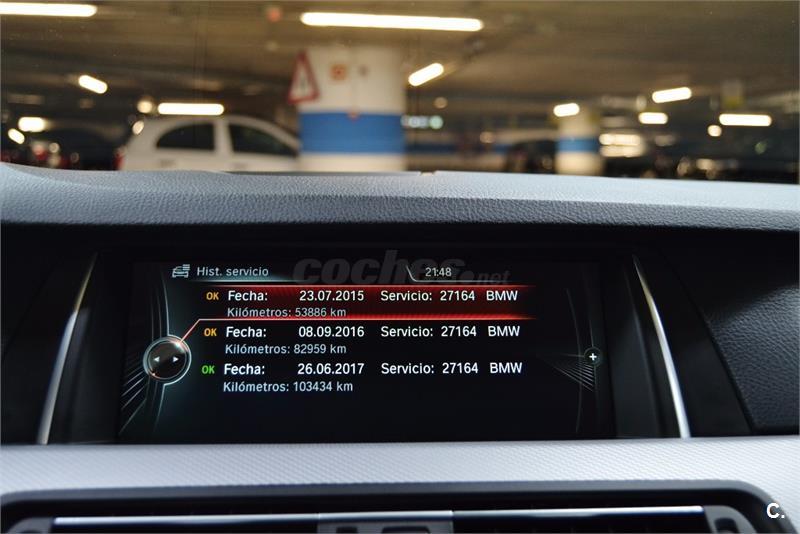 Hist. servicio 21:48
coches.net
OK Fecha: 23.07.2015 Servicio: 27164 BMW
Kilómetros: 53886 km
OK Fecha: 08.09.2016 Servicio: 27164 BMW
Kilómetros: 82959 km
OK Fecha: 26.06.2017 Servicio: 27164 BMW
Kilómetros: 103434 km
C.